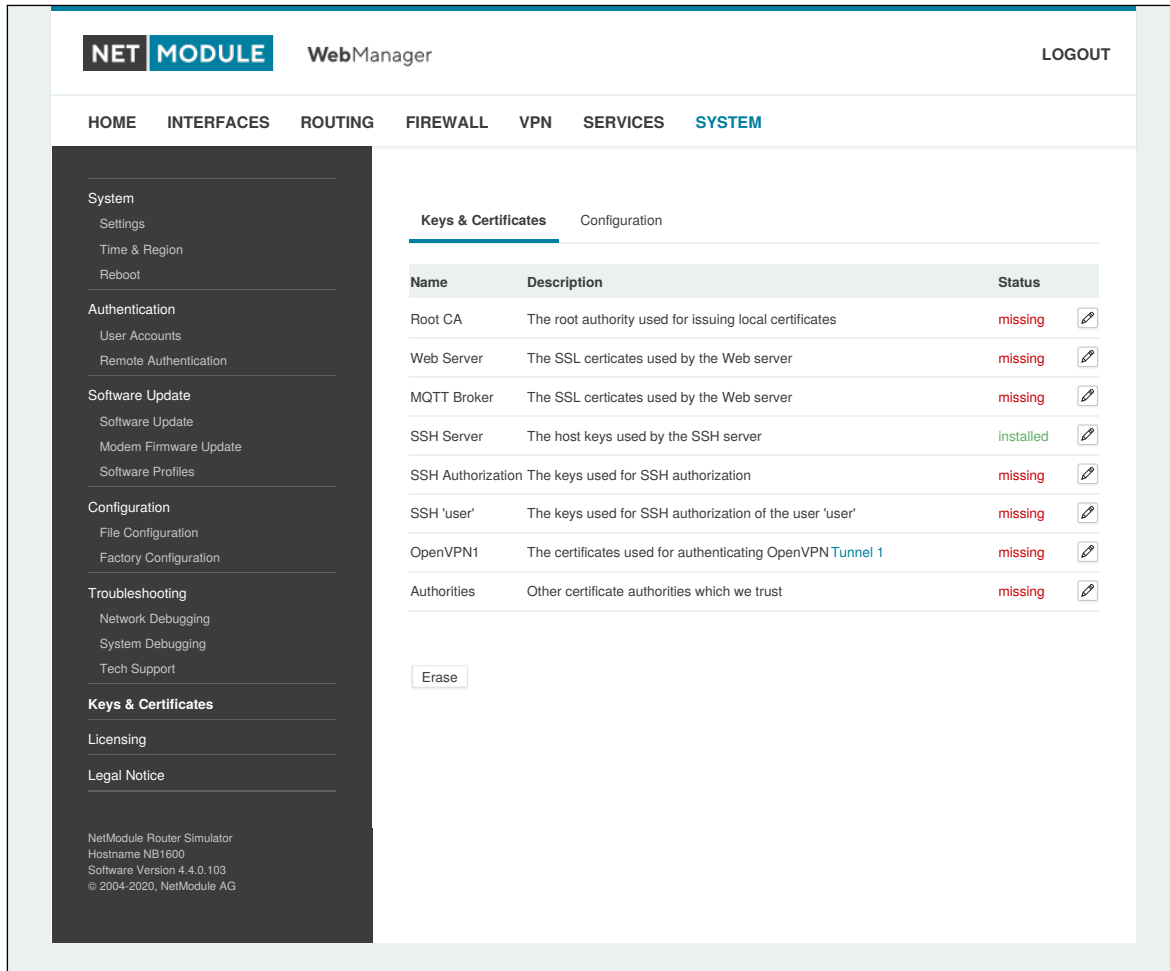 NET MODULE WebManager LOGOUT
HOME INTERFACES ROUTING FIREWALL VPN SERVICES SYSTEM
System
Settings
Time & Region
Reboot
Authentication
User Accounts
Remote Authentication
Software Update
Software Update
Modem Firmware Update
Software Profiles
Configuration
File Configuration
Factory Configuration
Troubleshooting
Network Debugging
System Debugging
Tech Support
Keys & Certificates
Licensing
Legal Notice
NetModule Router Simulator
Hostname NB1600
Software Version 4.4.0.103
© 2004-2020, NetModule AG
Keys & Certificates Configuration
Name Description Status
Root CA The root authority used for issuing local certificates missing
Web Server The SSL certicates used by the Web server missing
MQTT Broker The SSL certicates used by the Web server missing
SSH Server The host keys used by the SSH server installed
SSH Authorization The keys used for SSH authorization missing
SSH 'user' The keys used for SSH authorization of the user 'user' missing
OpenVPN1 The certificates used for authenticating OpenVPN Tunnel 1 missing
Authorities Other certificate authorities which we trust missing
Erase